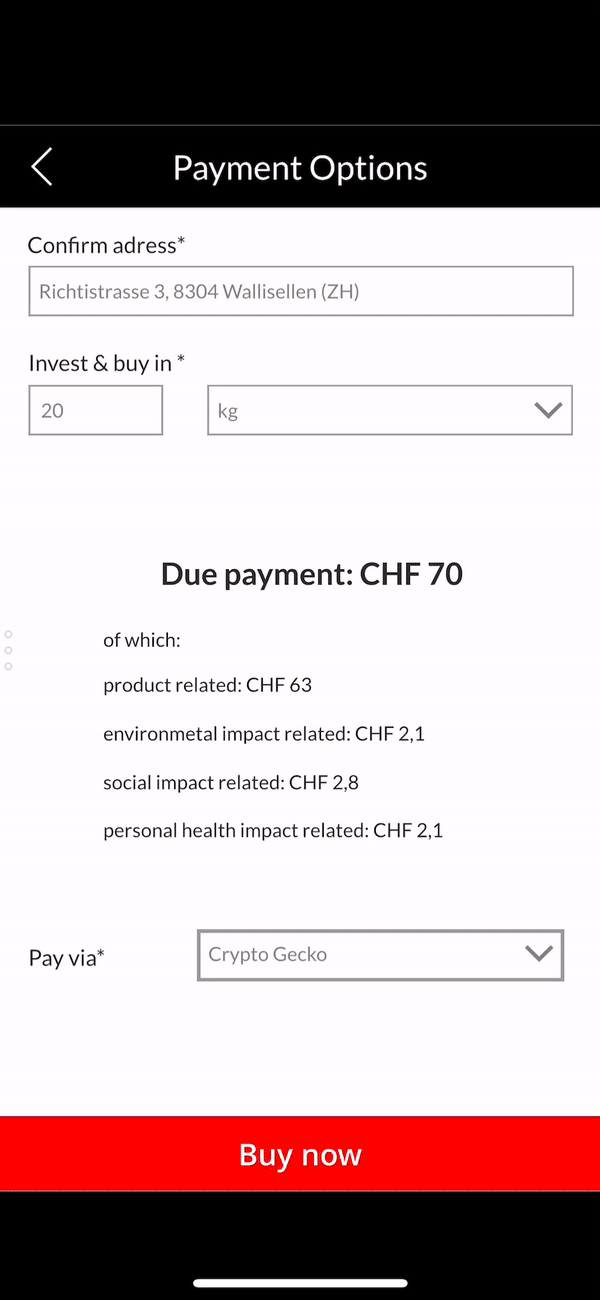 Payment Options
Confirm adress*
Richtistrasse 3, 8304 Wallisellen (ZH)
Invest & buy in *
20
kg
Due payment: CHF 70
of which:
product related: CHF 63
environmetal impact related: CHF 2,1
social impact related: CHF 2,8
personal health impact related: CHF 2,1
Pay via*
Crypto Gecko
Buy now